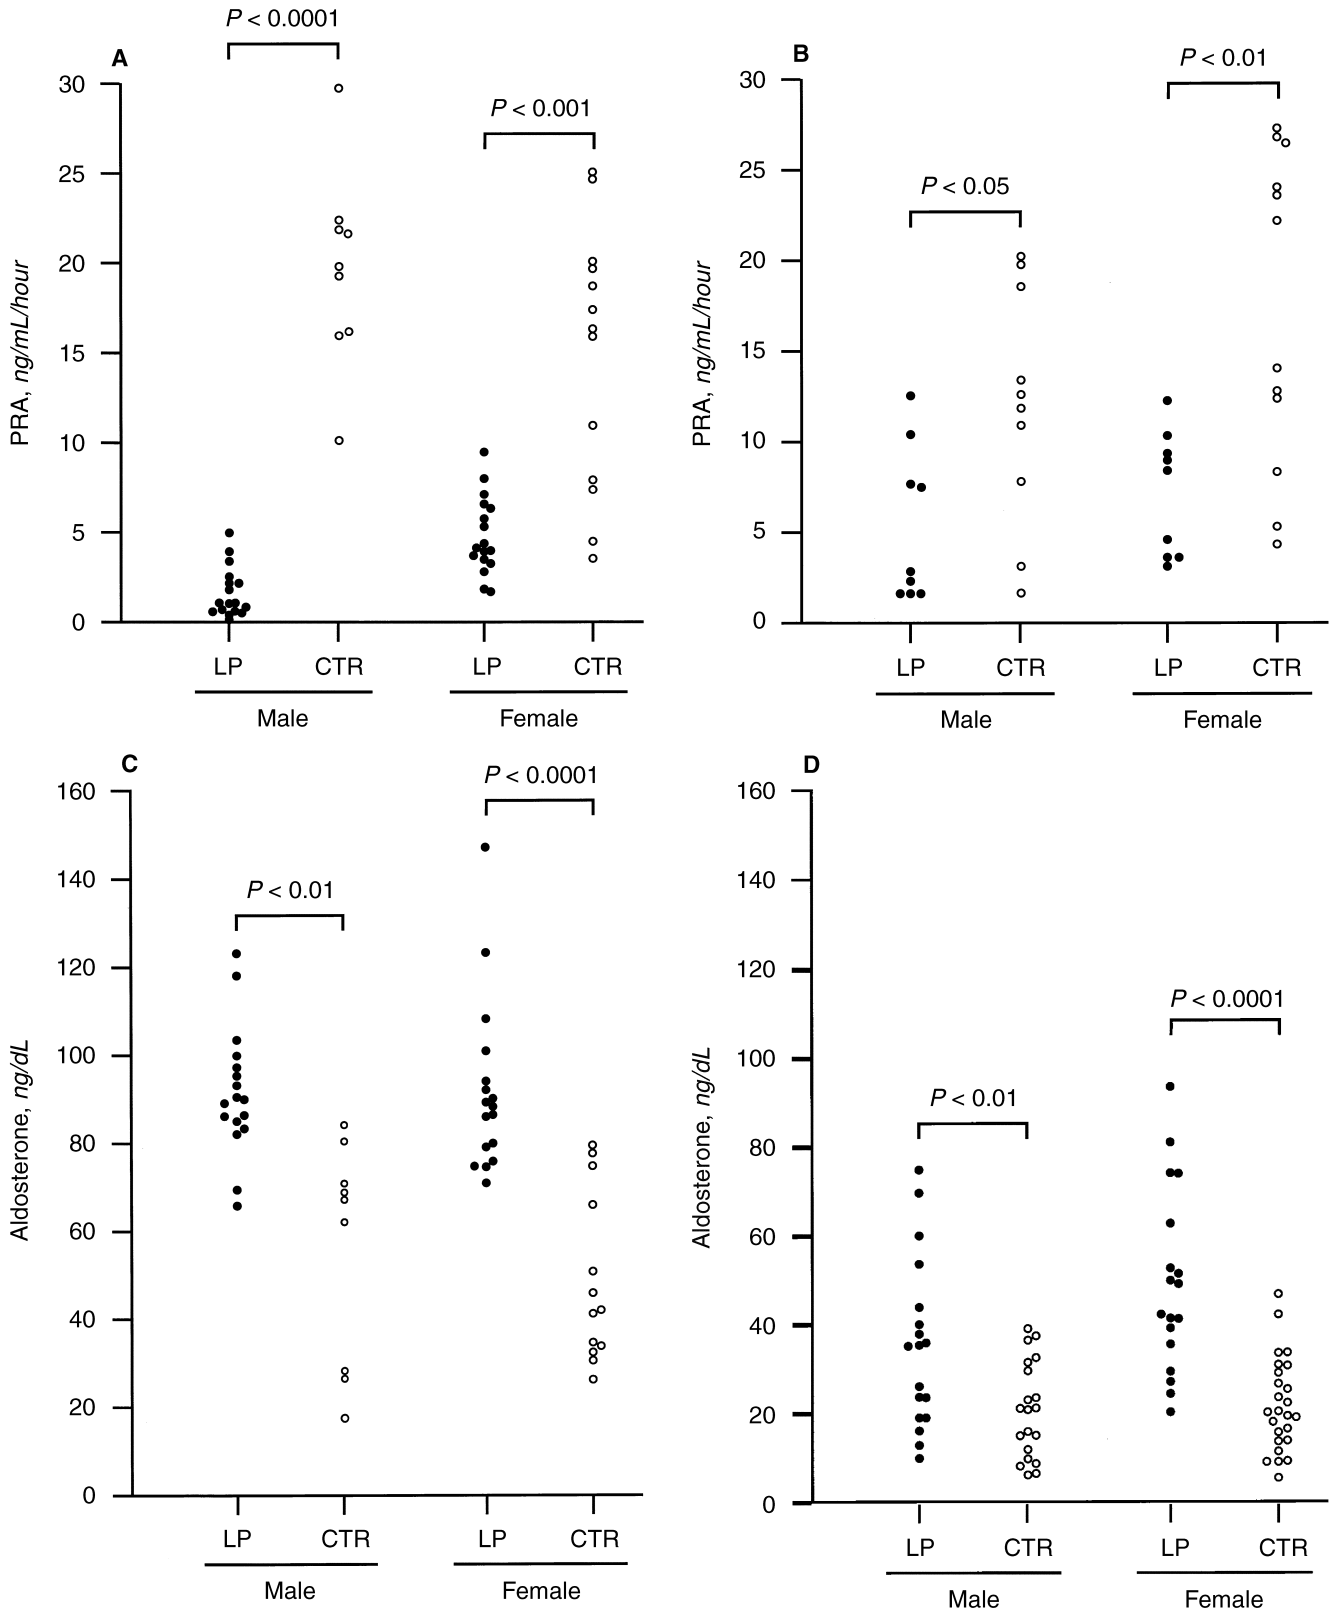 A
P < 0.0001
P < 0.001
30
25
20
15
10
5
0
PRA, ng/mL/hour
LP CTR LP CTR
Male Female
B
P < 0.05
P < 0.01
30
25
20
15
10
5
0
PRA, ng/mL/hour
LP CTR LP CTR
Male Female
C
P < 0.01
P < 0.0001
160
140
120
100
80
60
40
20
0
Aldosterone, ng/dL
LP CTR LP CTR
Male Female
D
P < 0.01
P < 0.0001
160
140
120
100
80
60
40
20
0
Aldosterone, ng/dL
LP CTR LP CTR
Male Female